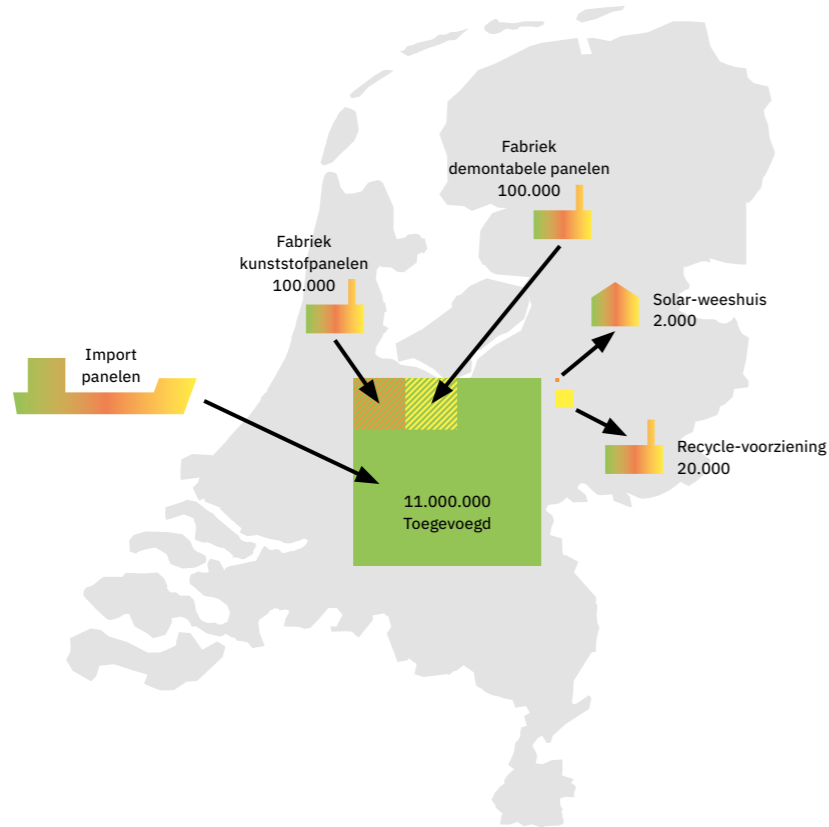 Fabriek
demontabele panelen
100.000
Fabriek
kunststofpanelen
100.000
Solar-weeshuis
2.000
Import
panelen
Recycle-voorziening
20.000
11.000.000
Toegevoegd